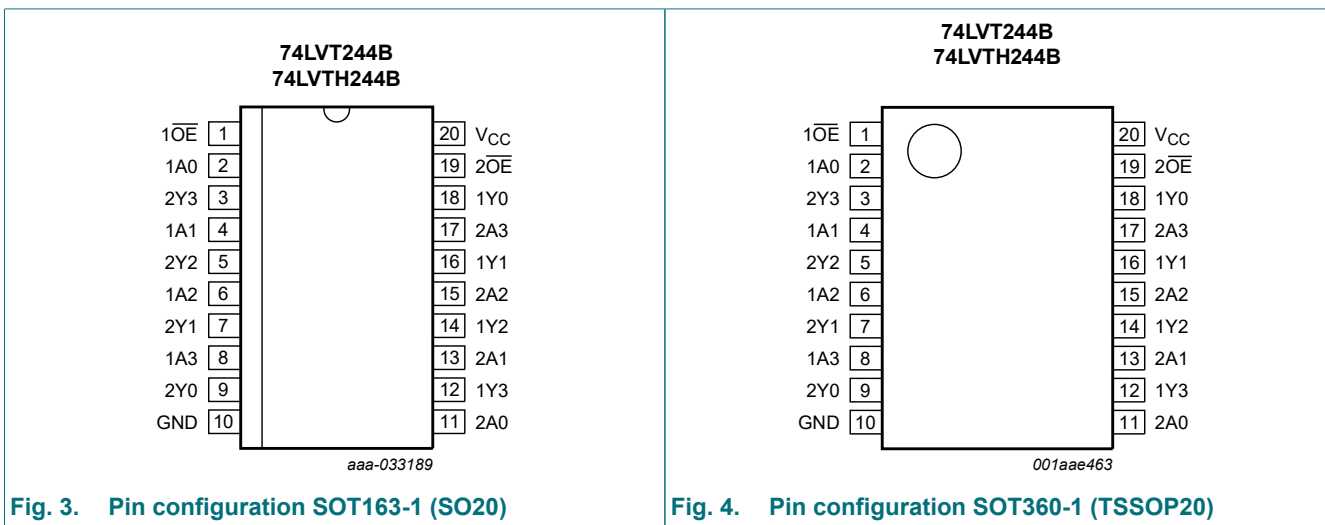 74LVT244B
74LVTH244B
1O̅E̅ 1
1A0 2
2Y3 3
1A1 4
2Y2 5
1A2 6
2Y1 7
1A3 8
2Y0 9
GND 10
20 VCC
19 2O̅E̅
18 1Y0
17 2A3
16 1Y1
15 2A2
14 1Y2
13 2A1
12 1Y3
11 2A0
aaa-033189
Fig. 3. Pin configuration SOT163-1 (SO20)
74LVT244B
74LVTH244B
1O̅E̅ 1
1A0 2
2Y3 3
1A1 4
2Y2 5
1A2 6
2Y1 7
1A3 8
2Y0 9
GND 10
20 VCC
19 2O̅E̅
18 1Y0
17 2A3
16 1Y1
15 2A2
14 1Y2
13 2A1
12 1Y3
11 2A0
001aae463
Fig. 4. Pin configuration SOT360-1 (TSSOP20)